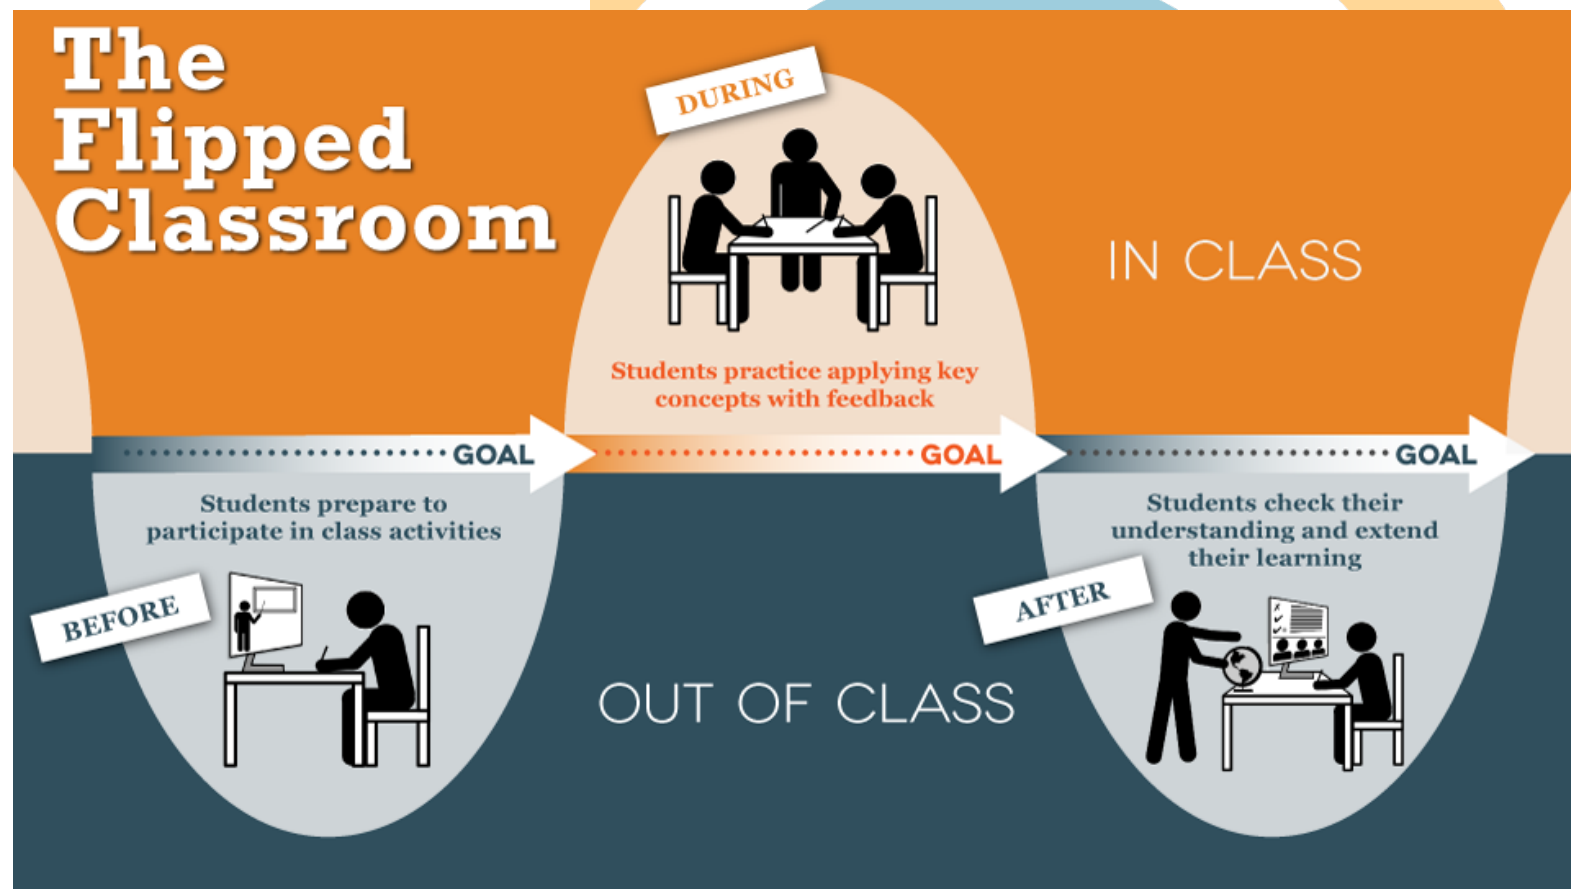 The
Flipped
Classroom
DURING
IN CLASS
Students practice applying key
concepts with feedback
GOAL
GOAL
GOAL
Students prepare to
participate in class activities
BEFORE
OUT OF CLASS
Students check their
understanding and extend
their learning
AFTER